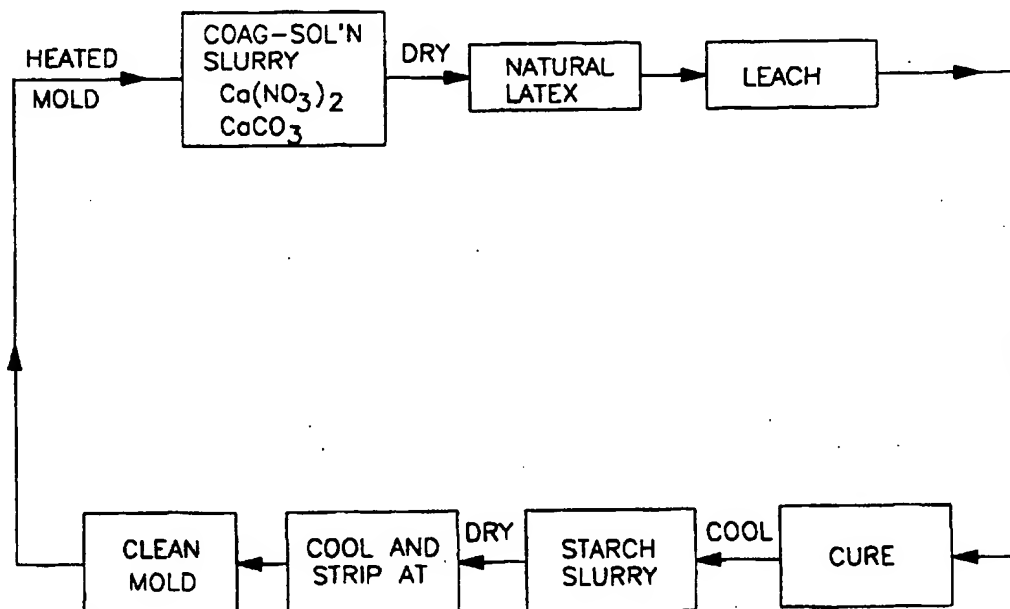 HEATED
MOLD
COAG-SOL'N
SLURRY
Ca(NO3)2
CaCO3
DRY
NATURAL
LATEX
LEACH
CURE
COOL
STARCH
SLURRY
DRY
COOL AND
STRIP AT
CLEAN
MOLD